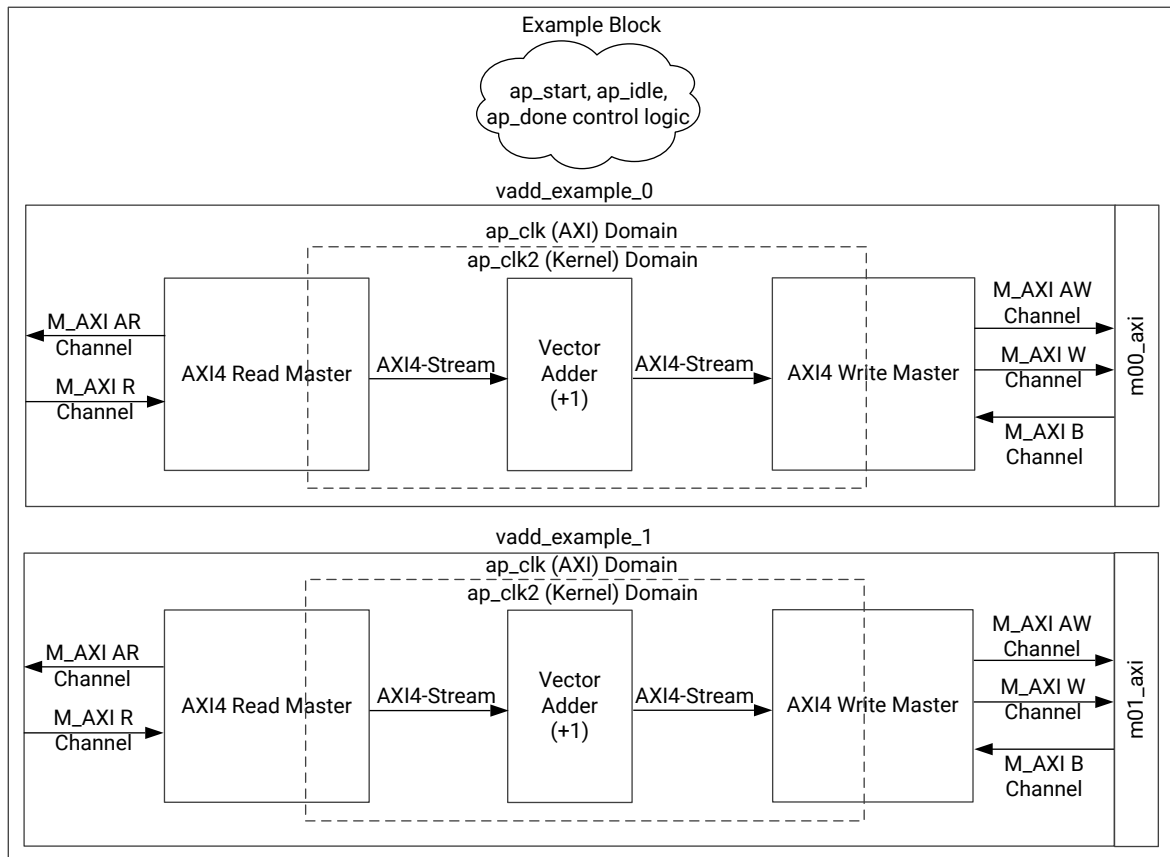 Example Block
ap_start, ap_idle,
ap_done control logic
vadd_example_0
ap_clk (AXI) Domain
ap_clk2 (Kernel) Domain
M_AXI AR
Channel
M_AXI R
Channel
AXI4 Read Master
AXI4-Stream
Vector
Adder
(+1)
AXI4-Stream
AXI4 Write Master
M_AXI AW
Channel
M_AXI W
Channel
M_AXI B
Channel
m00_axi
vadd_example_1
ap_clk (AXI) Domain
ap_clk2 (Kernel) Domain
M_AXI AR
Channel
M_AXI R
Channel
AXI4 Read Master
AXI4-Stream
Vector
Adder
(+1)
AXI4-Stream
AXI4 Write Master
M_AXI AW
Channel
M_AXI W
Channel
M_AXI B
Channel
m01_axi